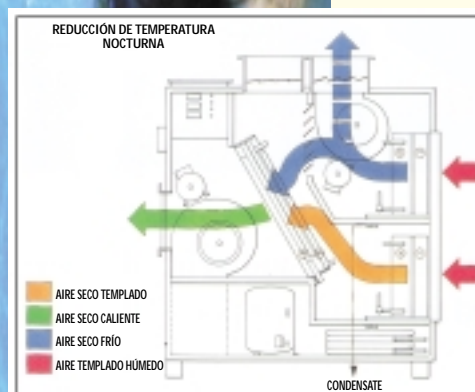 REDUCCIÓN DE TEMPERATURA
NOCTURNA
AIRE SECO TEMPLADO
AIRE SECO CALIENTE
AIRE SECO FRÍO
AIRE TEMPLADO HÚMEDO
CONDENSATE